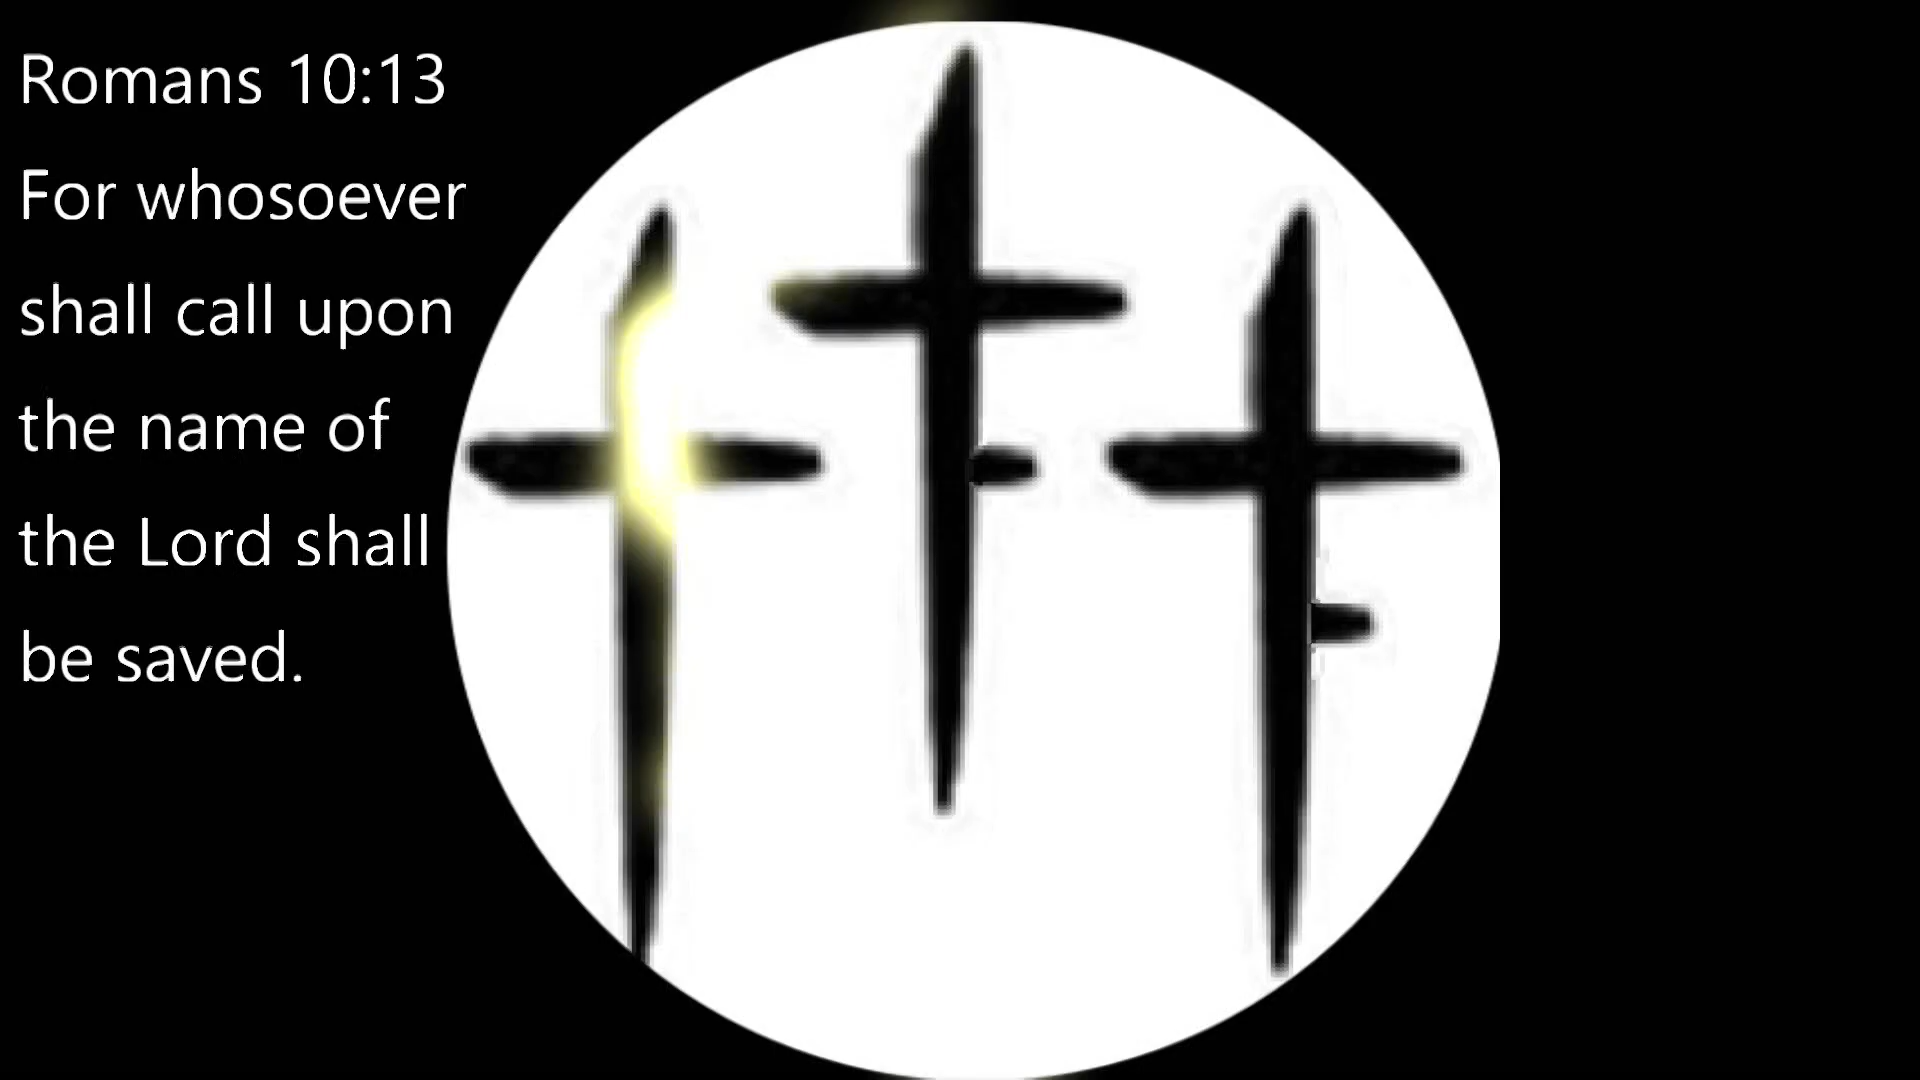 Romans 10:13
For whosoever
shall call upon
the name of
the Lord shall
be saved.